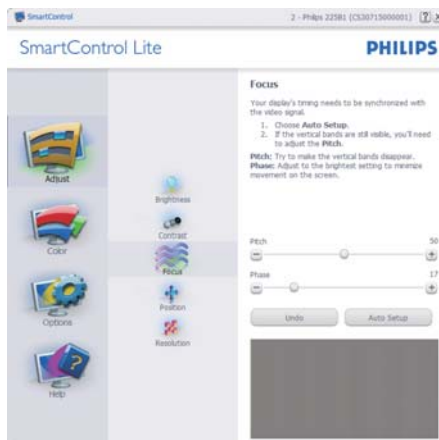 SmartControl
2 - Philips 225B1 (CS30715000001)
SmartControl Lite
PHILIPS
Focus
Your display's timing needs to be synchronized with
the video signal.
1. Choose Auto Setup.
2. If the vertical bands are still visible, you'll need
to adjust the Pitch.
Pitch: Try to make the vertical bands disappear.
Phase: Adjust to the brightest setting to minimize
movement on the screen.
Adjust
Color
Options
Help
Brightness
Contrast
Focus
Position
Resolution
Pitch
50
Phase
17
Undo
Auto Setup